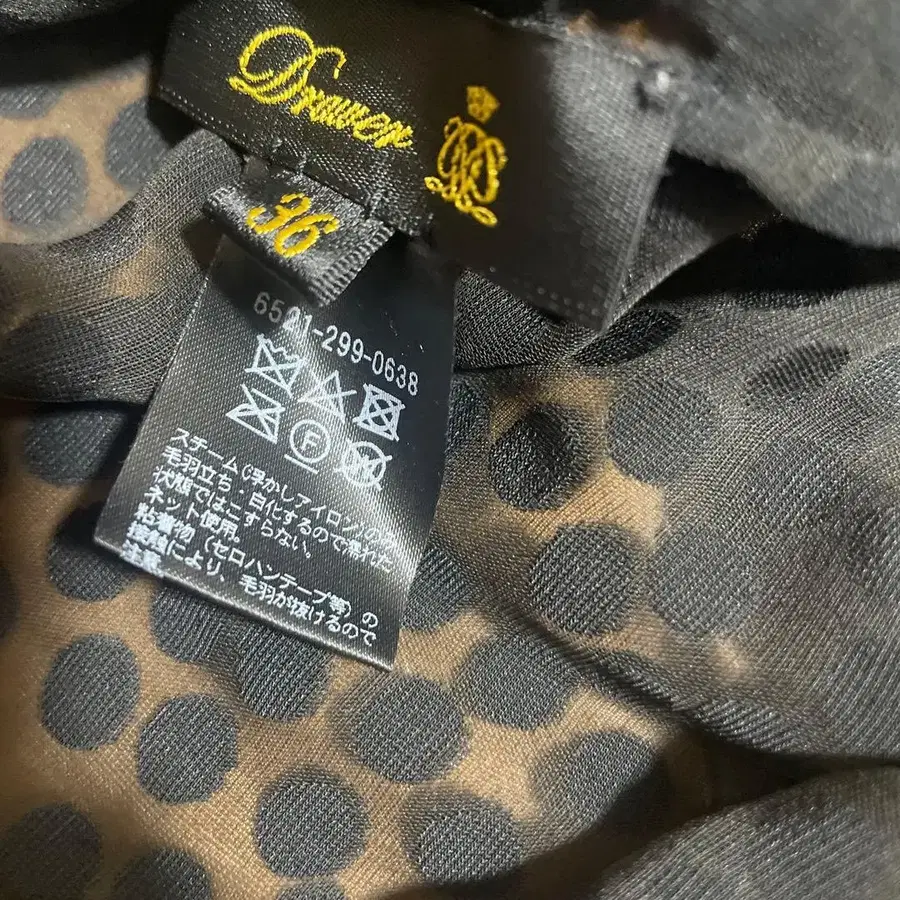 Drawer
36
6521-299-0638
F
スチーム(浮かしアイロン)
毛羽立ち・白化するので濡れた
状態ではこすらない。
ネット使用。
粘着物(セロハンテープ等)の
接触により、毛羽が抜けるので
注意。